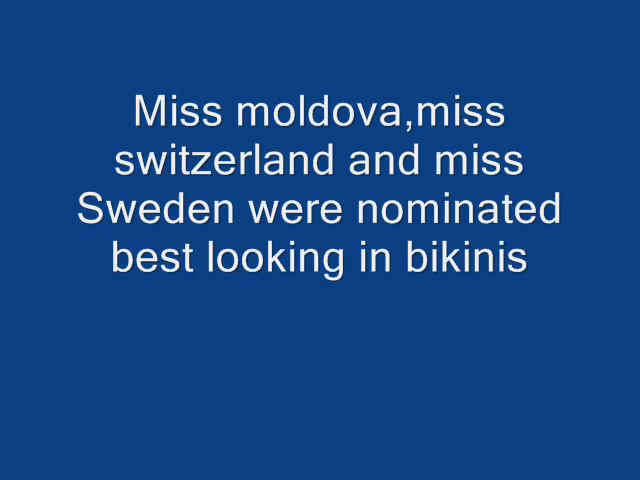 Miss moldova,miss
switzerland and miss
Sweden were nominated
best looking in bikinis